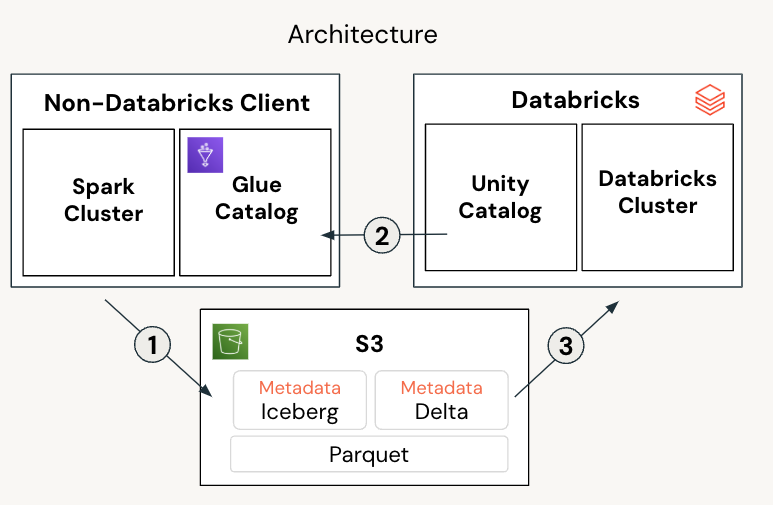 Architecture
Non-Databricks Client
Spark
Cluster
Glue
Catalog
Databricks
Unity
Catalog
Databricks
Cluster
2
1
3
S3
Metadata
Iceberg
Metadata
Delta
Parquet